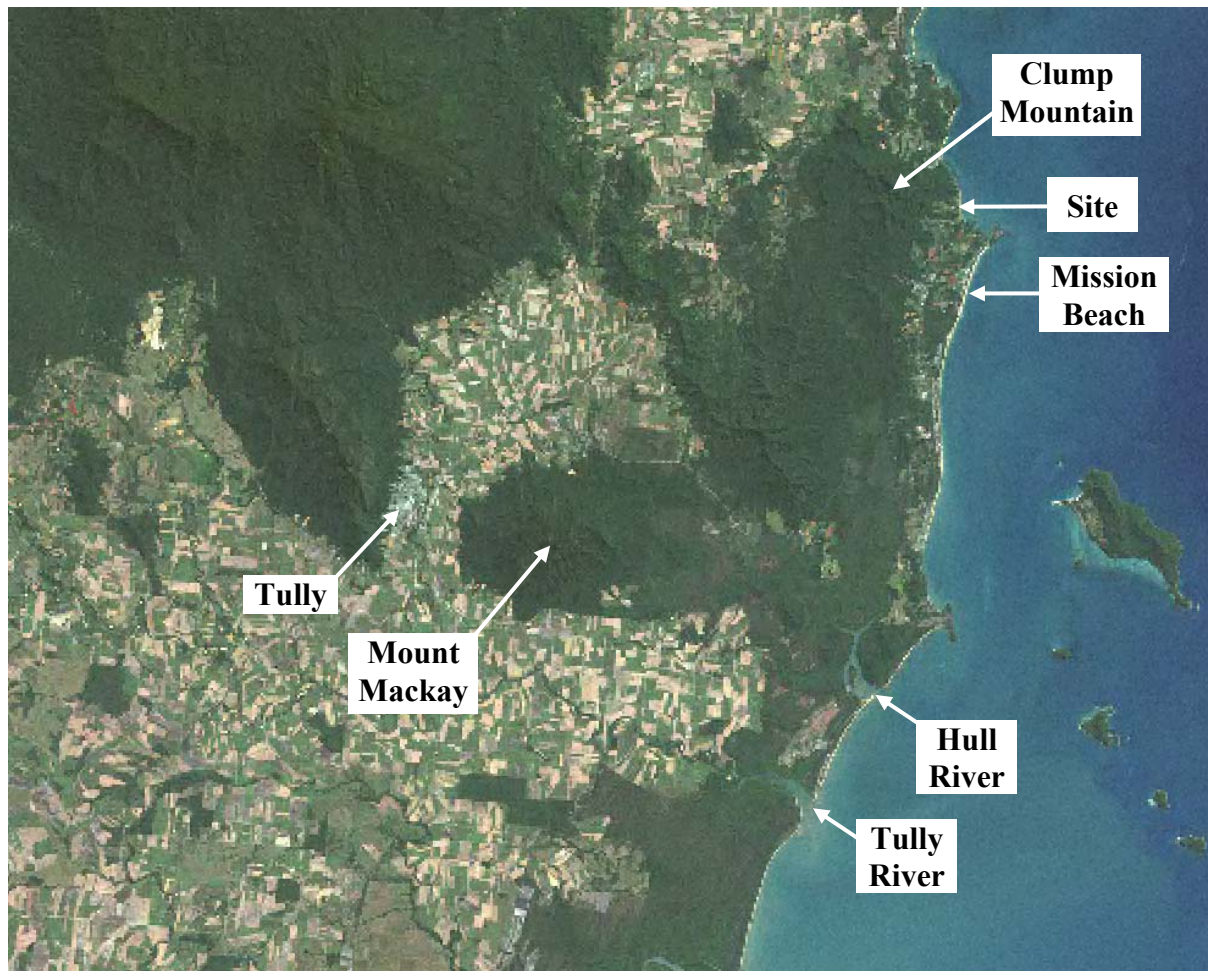 Clump
Mountain
Site
Mission
Beach
Tully
Mount
Mackay
Hull
River
Tully
River